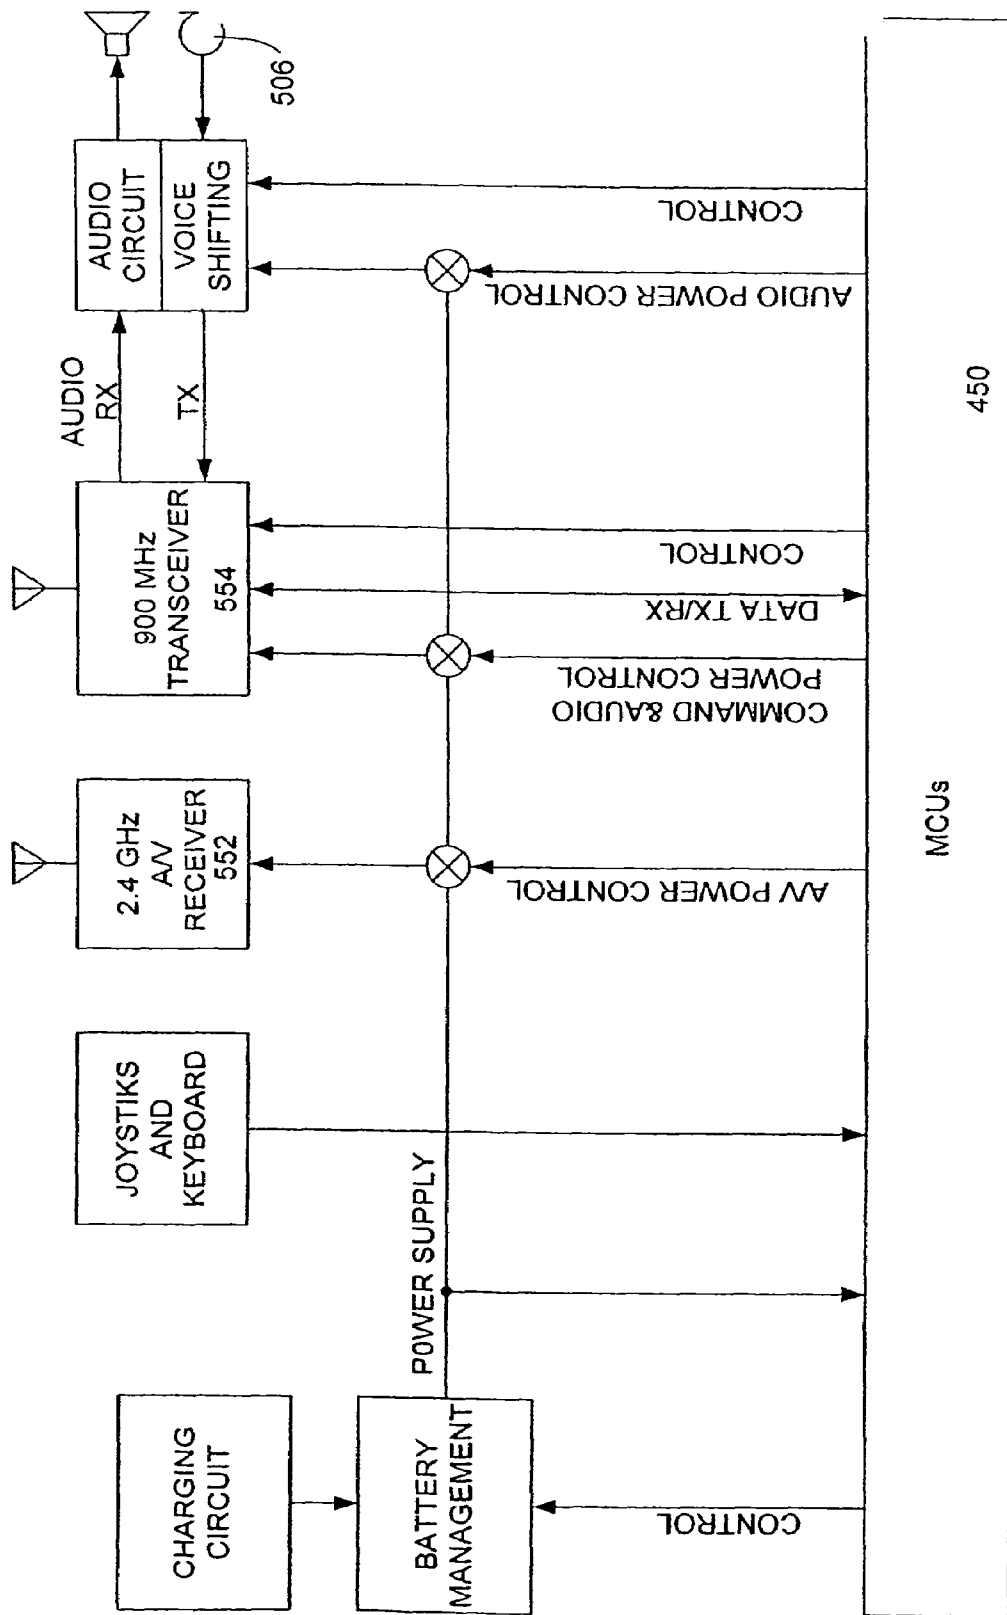 CHARGING
CIRCUIT
BATTERY
MANAGEMENT
CONTROL
P0WER SUPPLY
JOYSTIKS
AND
KEYBOARD
2.4 GHz
A/V
RECEIVER
552
A/V POWER CONTROL
900 MHz
TRANSCEIVER
554
COMMAND &AUDIO
POWER CONTROL
DATA TX/RX
CONTROL
AUDIO
RX
TX
AUDIO
CIRCUIT
VOICE
SHIFTING
506
AUDIO POWER CONTROL
CONTROL
MCUs
450